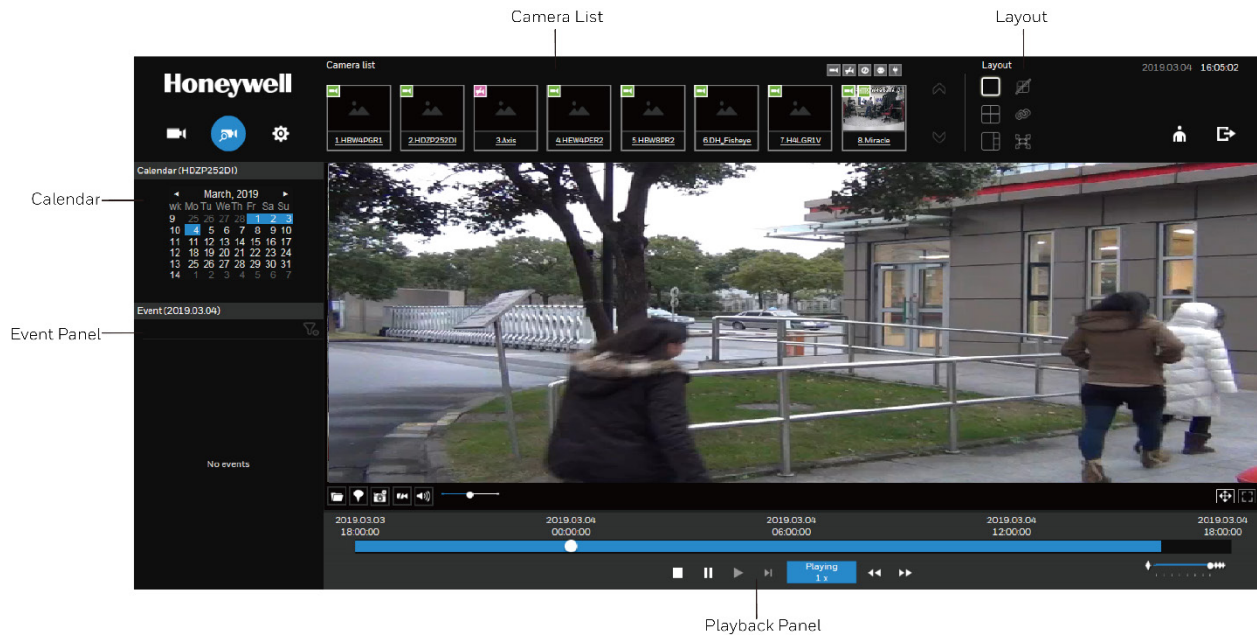 Camera List
Layout
Camera list
Layout
2019.03.04 16:05:02
Honeywell
1.HBW4PGR1
2.HDZP252DI
3.Axis
4.HEW4PER2
5.HBW8PR2
6.DH_Fisheye
7.H4LGR1V
8.Miracle
Calendar (HDZP252DI)
Calendar
March, 2019
wk Mo Tu We Th Fr Sa Su
9 25 26 27 28 1 2 3
10 4 5 6 7 8 9 10
11 11 12 13 14 15 16 17
12 18 19 20 21 22 23 24
13 25 26 27 28 29 30 31
14 1 2 3 4 5 6 7
Event (2019.03.04)
Event Panel
No events
2019.03.03
18:00:00
2019.03.04
00:00:00
2019.03.04
06:00:00
2019.03.04
12:00:00
2019.03.04
18:00:00
Playing
1 x
Playback Panel